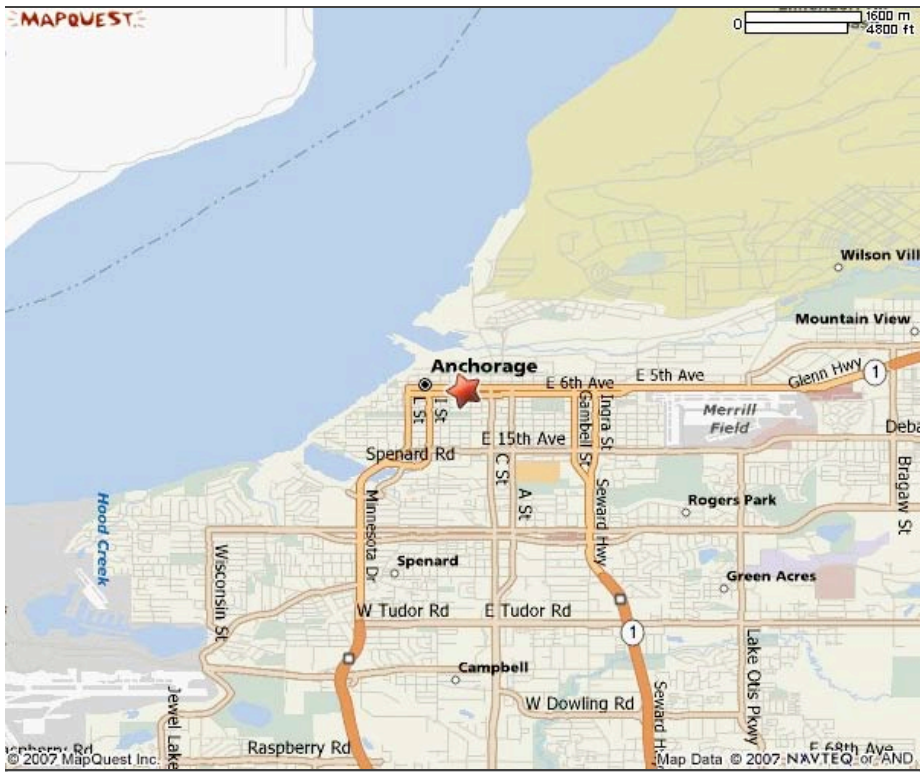 MAPQUEST
0
1600 m
4800 ft
Wilson Vill
Mountain View
Anchorage
E 6th Ave
E 5th Ave
Glenn Hwy
1
L St
I St
Gambell St
Ingra St
Merrill
Field
E 15th Ave
Deba
Spenard Rd
C St
A St
Bragaw St
Hood Creek
Minnesota Dr
Seward Hwy
Rogers Park
Wisconsin St
Spenard
Green Acres
W Tudor Rd
E Tudor Rd
1
Lake Otis Pkwy
Campbell
Jewel Lake
W Dowling Rd
Seward H
Raspberry Rd
E 68th Ave
© 2007 MapQuest Inc.
Map Data © 2007 NAVTEQ or AND